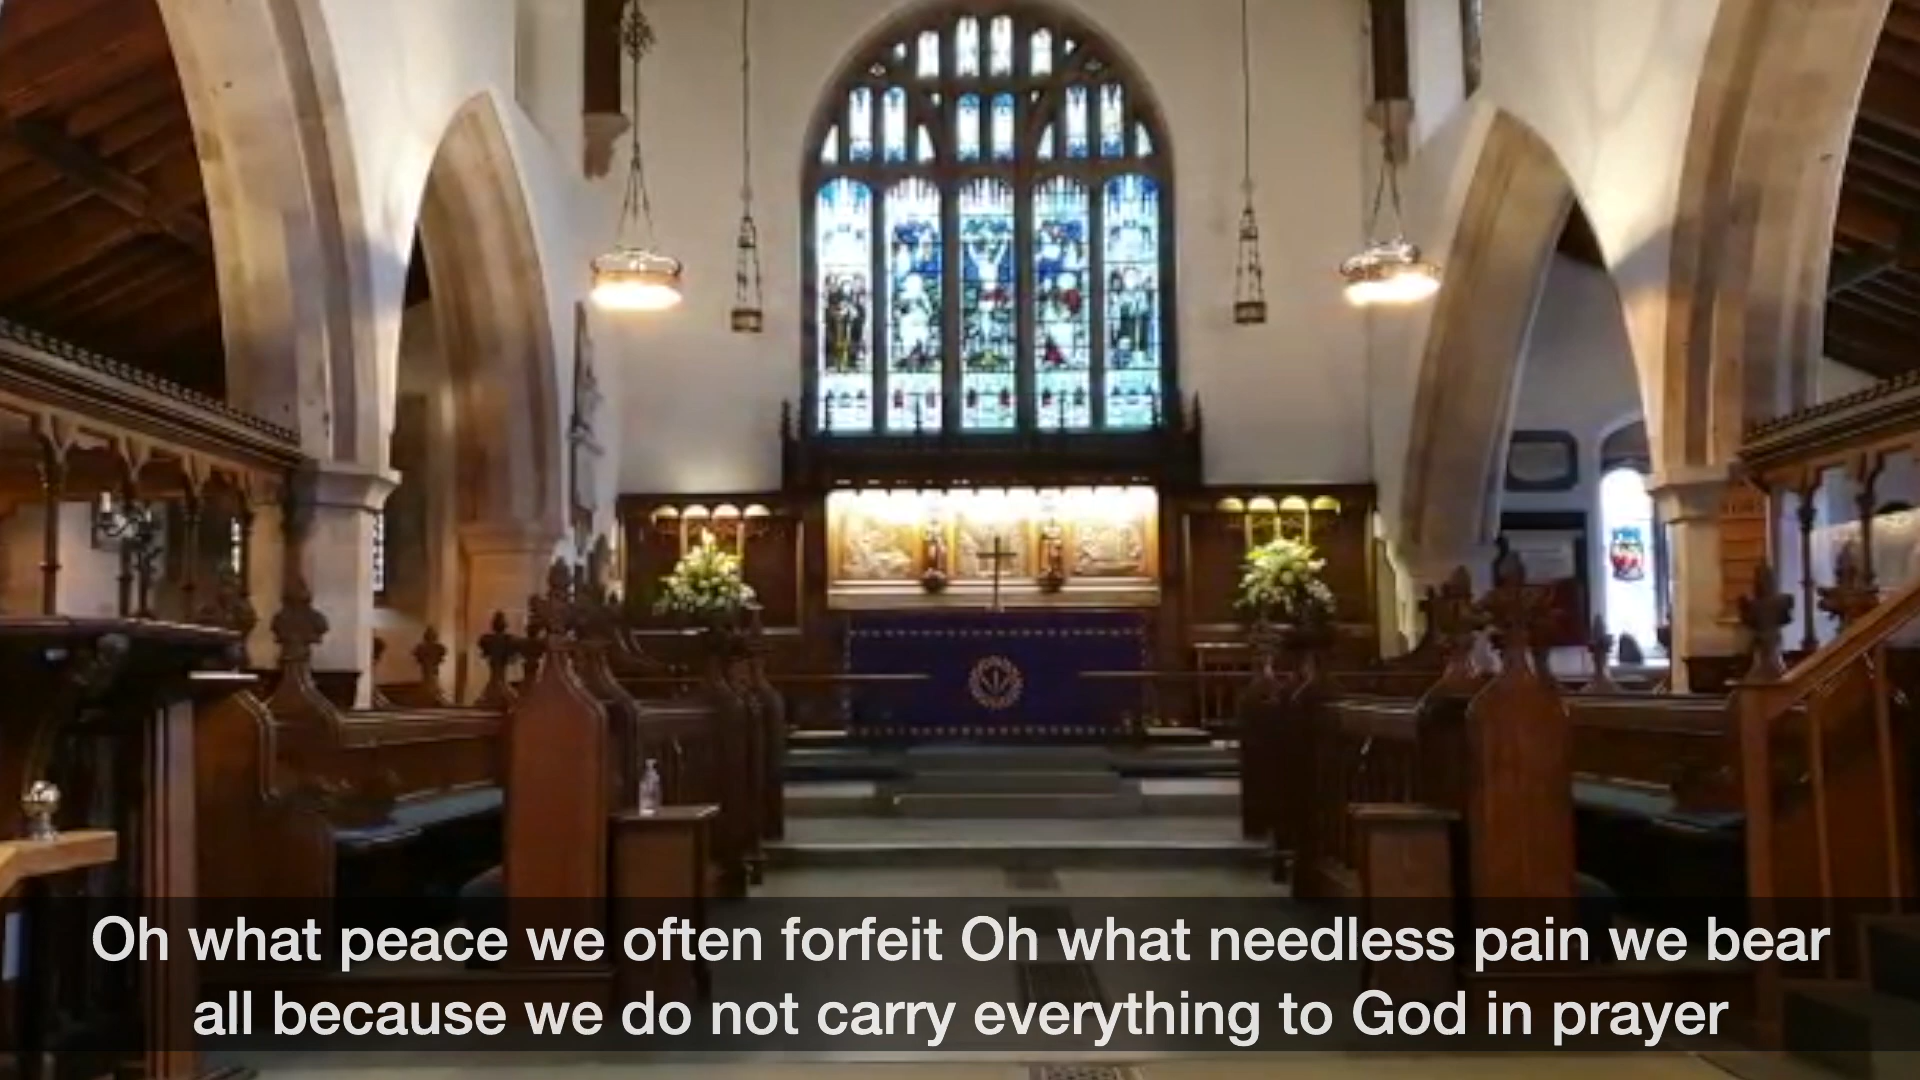 Oh what peace we often forfeit Oh what needless pain we bear
all because we do not carry everything to God in prayer